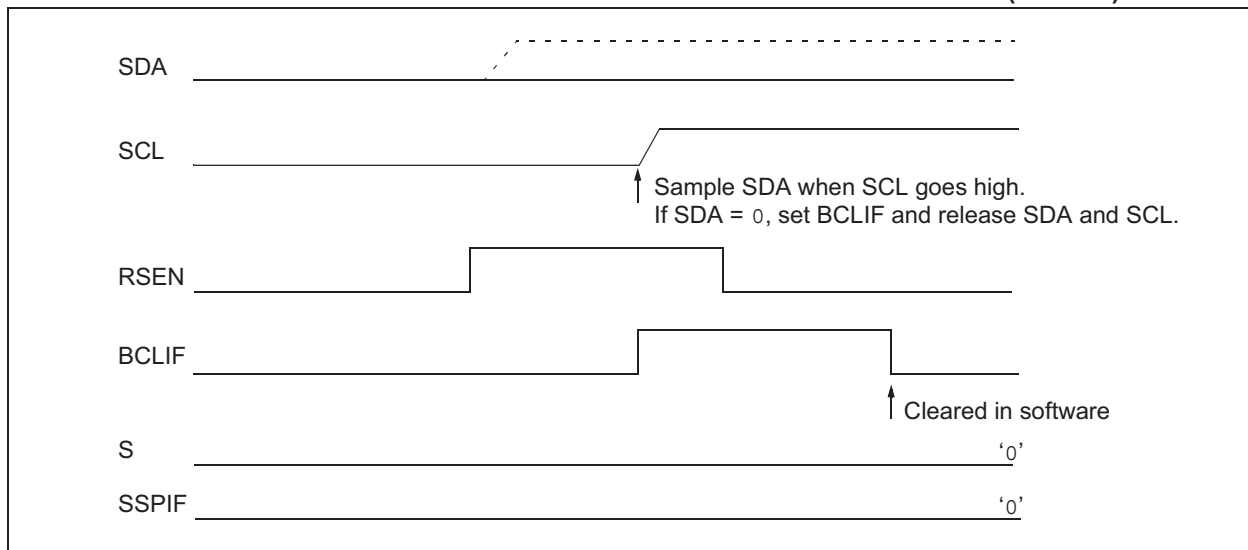 SDA
SCL
Sample SDA when SCL goes high.
If SDA = 0, set BCLIF and release SDA and SCL.
RSEN
BCLIF
Cleared in software
S
‘0’
SSPIF
‘0’